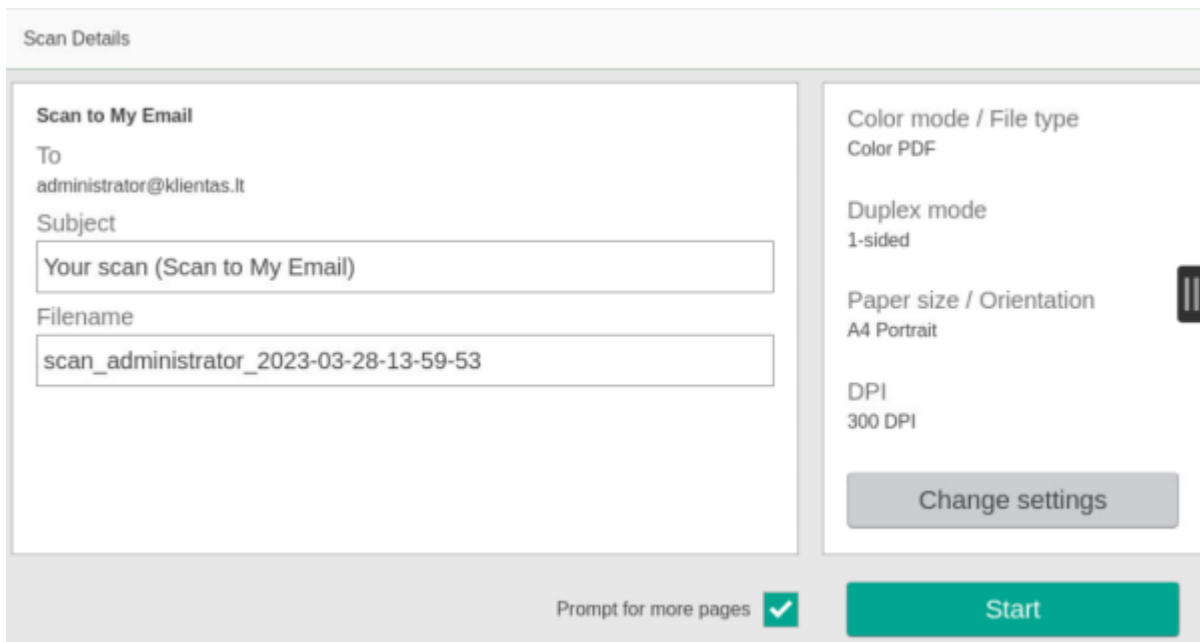 Scan Details
Scan to My Email
To
administrator@klientas.lt
Subject
Your scan (Scan to My Email)
Filename
scan_administrator_2023-03-28-13-59-53
Color mode / File type
Color PDF
Duplex mode
1-sided
Paper size / Orientation
A4 Portrait
DPI
300 DPI
Change settings
Prompt for more pages
Start